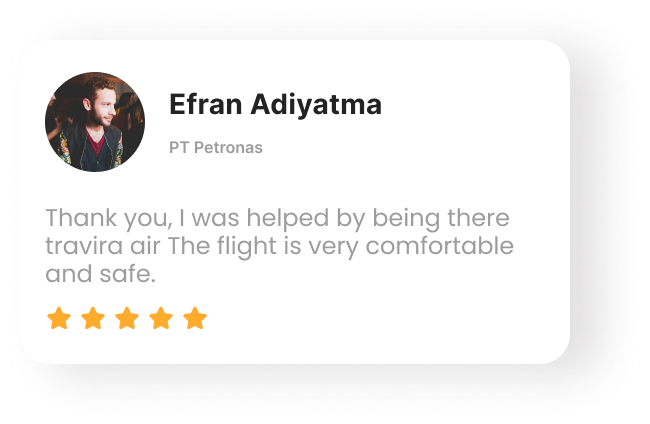 Efran Adiyatma
PT Petronas
Thank you, I was helped by being there
travira air The flight is very comfortable
and safe.